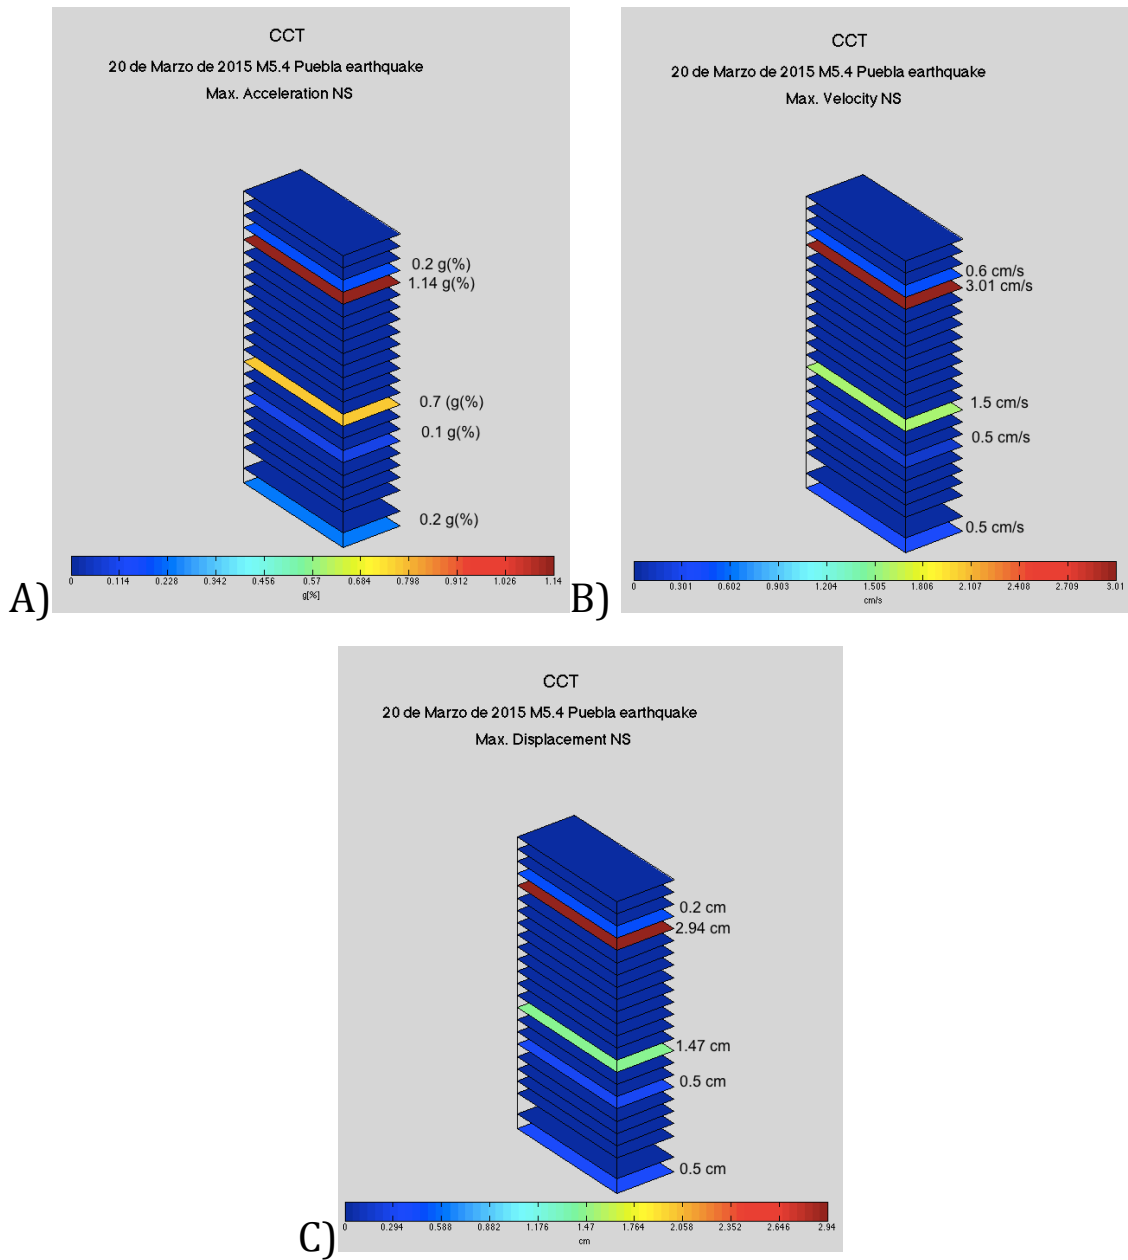 CCT
20 de Marzo de 2015 M5.4 Puebla earthquake
Max. Acceleration NS
0.2 g(%)
1.14 g(%)
0.7 (g(%)
0.1 g(%)
0.2 g(%)
0 0.114 0.228 0.342 0.456 0.57 0.684 0.798 0.912 1.026 1.14
g[%]
A)
CCT
20 de Marzo de 2015 M5.4 Puebla earthquake
Max. Velocity NS
0.6 cm/s
3.01 cm/s
1.5 cm/s
0.5 cm/s
0.5 cm/s
0 0.301 0.602 0.903 1.204 1.505 1.806 2.107 2.408 2.709 3.01
cm/s
B)
CCT
20 de Marzo de 2015 M5.4 Puebla earthquake
Max. Displacement NS
0.2 cm
2.94 cm
1.47 cm
0.5 cm
0.5 cm
0 0.294 0.588 0.882 1.176 1.47 1.764 2.058 2.352 2.646 2.94
cm
C)